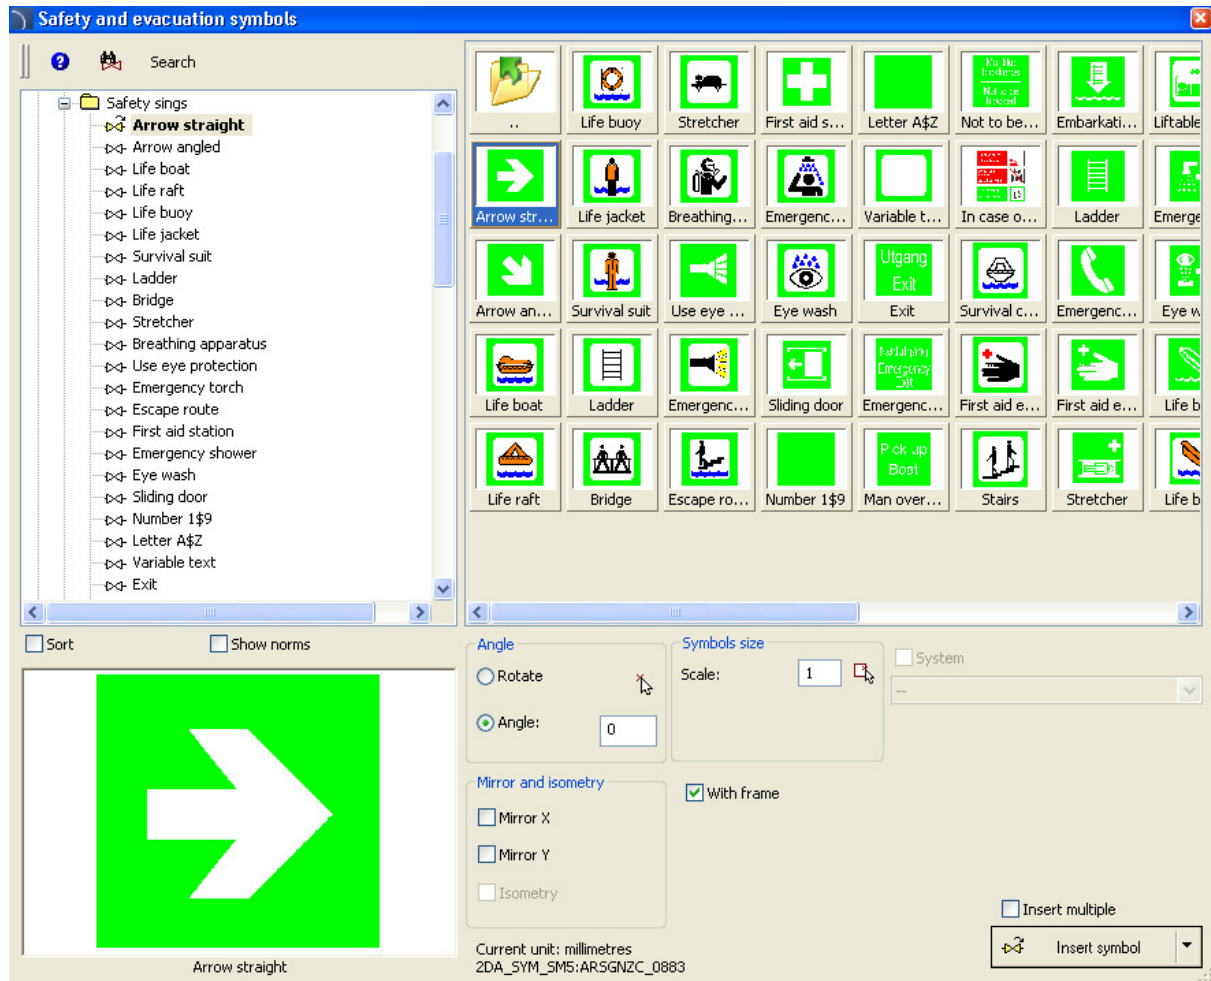 Safety and evacuation symbols
Search
Safety sings
Arrow straight
Arrow angled
Life boat
Life raft
Life buoy
Life jacket
Survival suit
Ladder
Bridge
Stretcher
Breathing apparatus
Use eye protection
Emergency torch
Escape route
First aid station
Emergency shower
Eye wash
Sliding door
Number 1$9
Letter A$Z
Variable text
Exit
..
Life buoy
Stretcher
First aid s...
Letter A$Z
Not to be...
Embarkati...
Liftable
Arrow str...
Life jacket
Breathing...
Emergenc...
Variable t...
In case o...
Ladder
Emerge
Utgang
Exit
Arrow an...
Survival suit
Use eye ...
Eye wash
Exit
Survival c...
Emergenc...
Eye w
Emergency
Exit
Life boat
Ladder
Emergenc...
Sliding door
Emergenc...
First aid e...
First aid e...
Life b
Pick up
Boat
Life raft
Bridge
Escape ro...
Number 1$9
Man over...
Stairs
Stretcher
Life b
Sort
Show norms
Arrow straight
Angle
Rotate
Angle:
0
Symbols size
Scale:
1
System
--
Mirror and isometry
Mirror X
Mirror Y
Isometry
With frame
Current unit: millimetres
2DA_SYM_SM5:ARSGNZC_0883
Insert multiple
Insert symbol